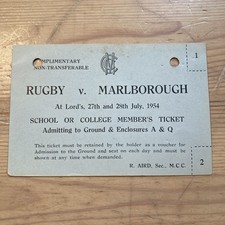 COMPLIMENTARY
NON-TRANSFERABLE
1
RUGBY v. MARLBOROUGH
At Lord's, 27th and 28th July, 1954
SCHOOL OR COLLEGE MEMBER'S TICKET
Admitting to Ground & Enclosures A & Q
This ticket must be retained by the holder as a voucher for
Admission to the Ground and seat on each day and must be
shown at any time when demanded.
2
R. AIRD, Sec., M.C.C.